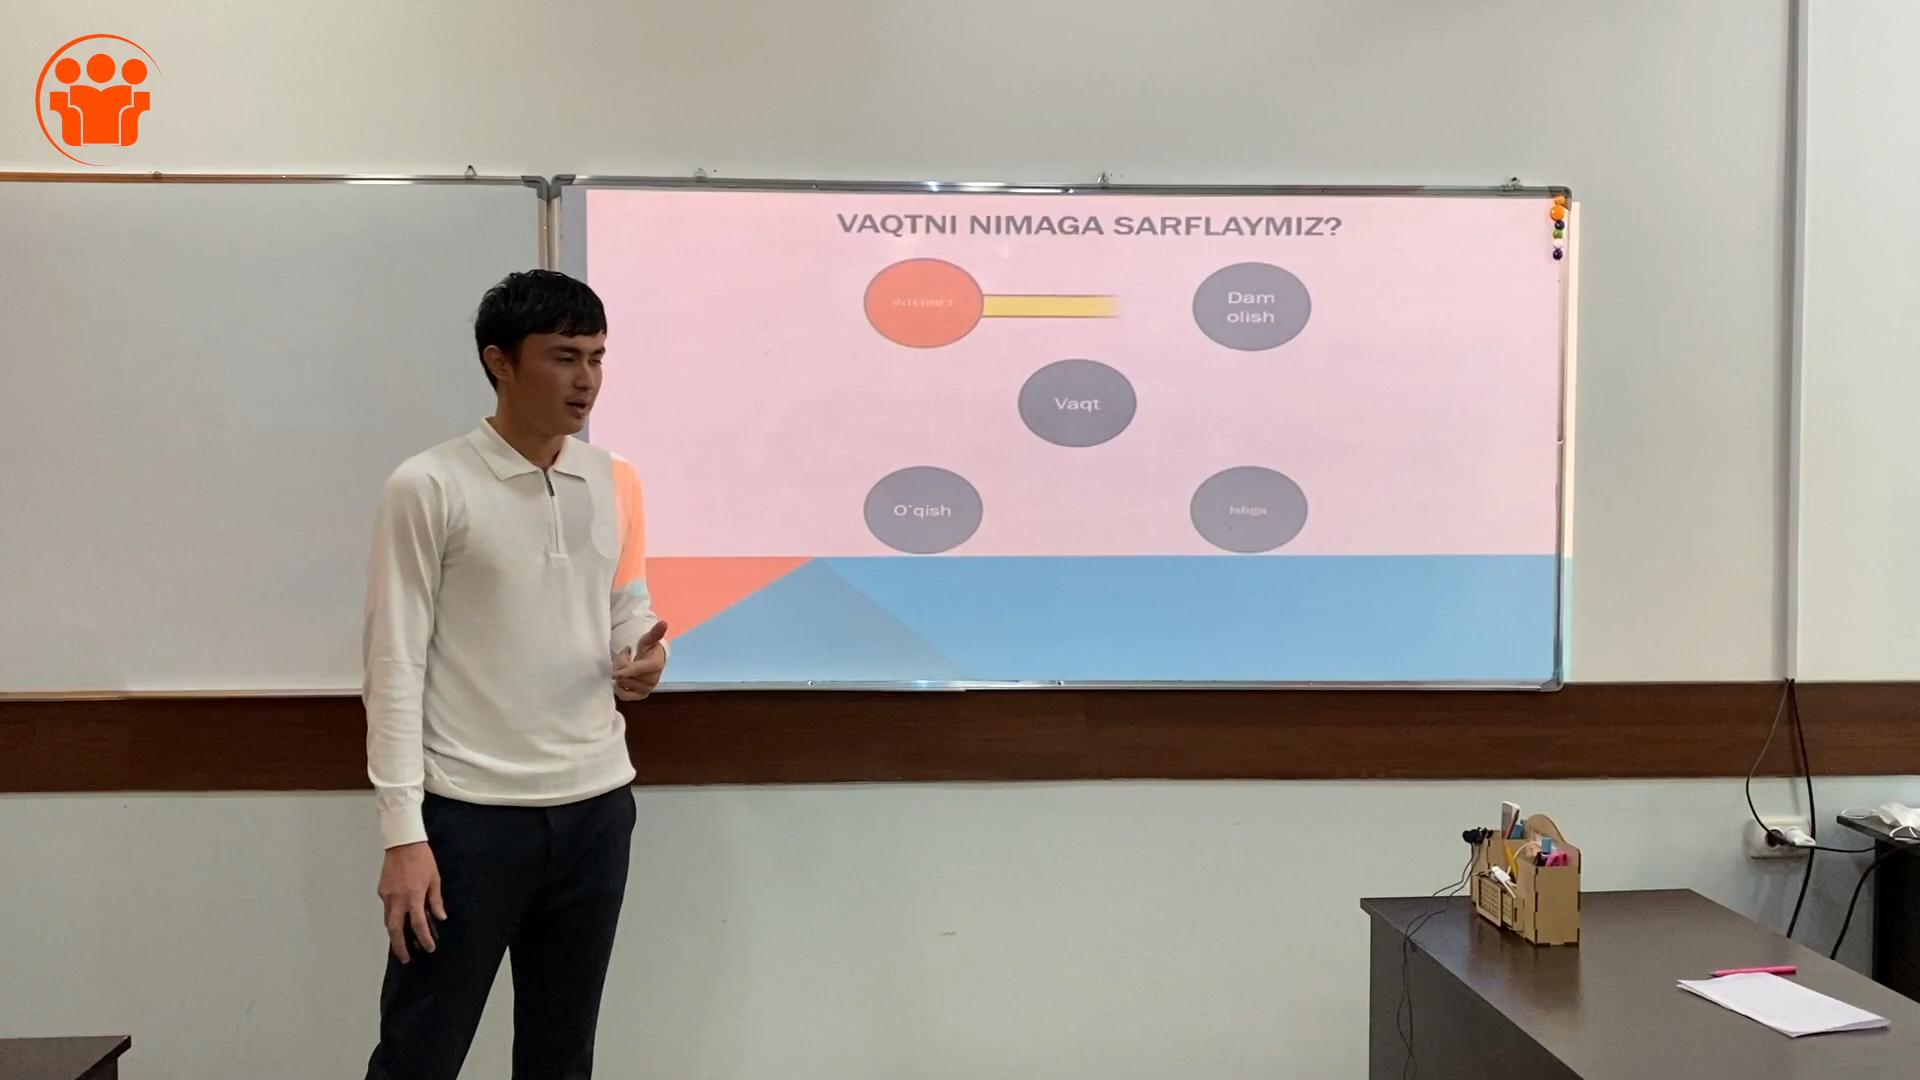 VAQTNI NIMAGA SARFLAYMIZ?
INTERNET
Dam
olish
Vaqt
O'qish
Ishga